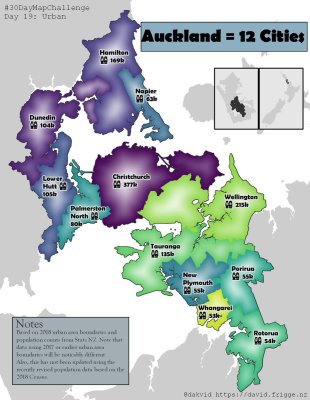 #30DayMapChallenge
Day 19: Urban
Auckland = 12 Cities
Hamilton
169k
Napier
62k
Dunedin
104k
Christchurch
377k
Lower
Hutt
105k
Palmerston
North
80k
Wellington
215k
Tauranga
135k
Porirua
55k
New
Plymouth
55k
Whangarei
53k
Rotorua
54k
Notes
Based on 2018 urban area boundaries and
population counts from Stats NZ. Note that
data using 2017 or earlier urban area
boundaries will be noticably different
Also, this has not been updated using the
recently revised population data based on the
2018 Census.
@dakvid https://david.frigge.nz